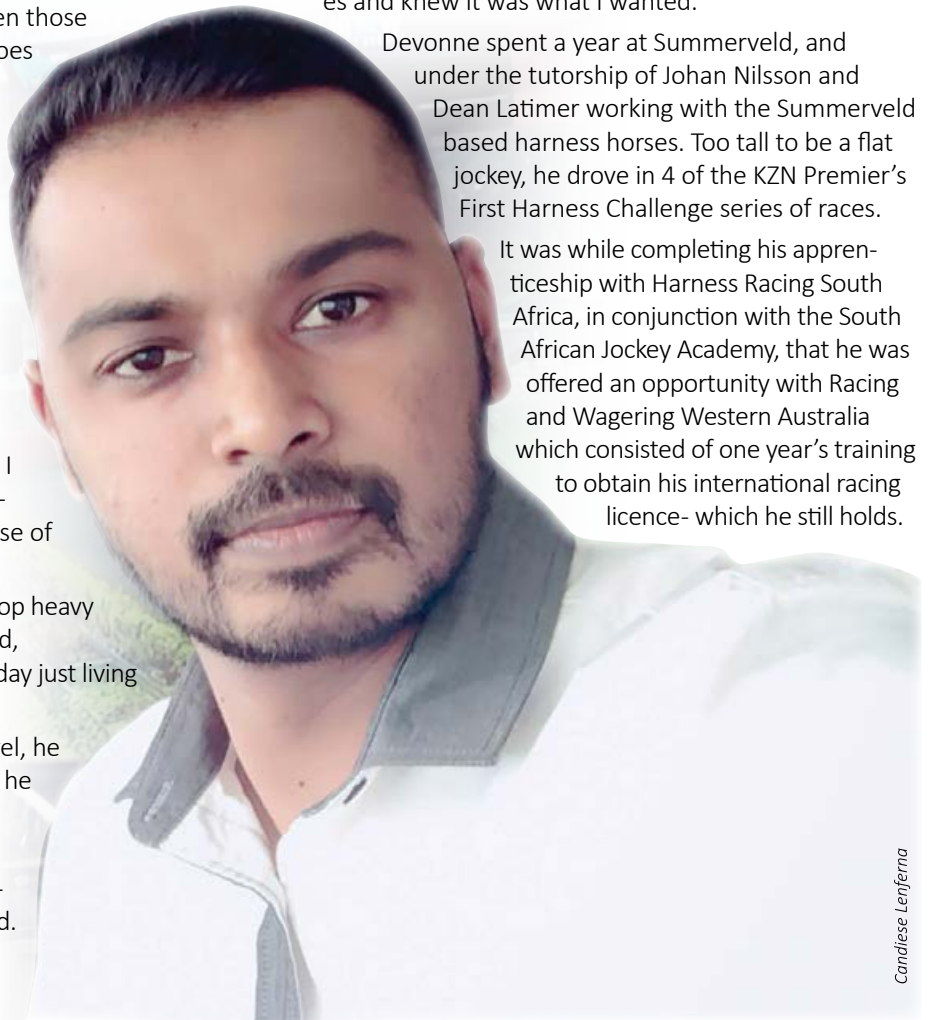 en those
oes
I
-
se of
op heavy
d,
day just living
el, he
he
-
d.
es and knew it was what I wanted.
Devonne spent a year at Summerveld, and
under the tutorship of Johan Nilsson and
Dean Latimer working with the Summerveld
based harness horses. Too tall to be a flat
jockey, he drove in 4 of the KZN Premier’s
First Harness Challenge series of races.
It was while completing his appren-
ticeship with Harness Racing South
Africa, in conjunction with the South
African Jockey Academy, that he was
offered an opportunity with Racing
and Wagering Western Australia
which consisted of one year’s training
to obtain his international racing
licence- which he still holds.
Candiese Lenferna